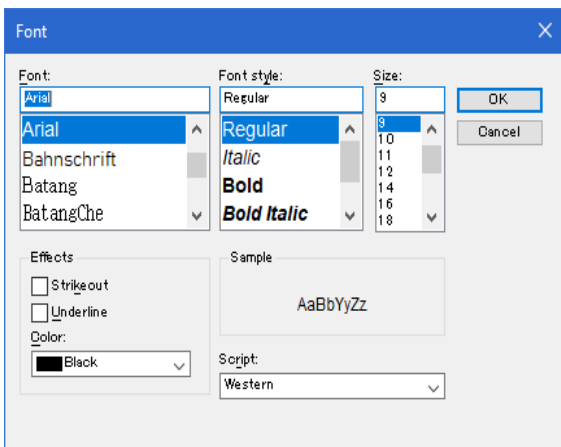 Font
Font:
Arial
Arial
Bahnschrift
Batang
BatangChe
Font style:
Regular
Regular
Italic
Bold
Bold Italic
Size:
9
9
10
11
12
14
16
18
OK
Cancel
Effects
Strikeout
Underline
Color:
Black
Sample
AaBbYyZz
Script:
Western